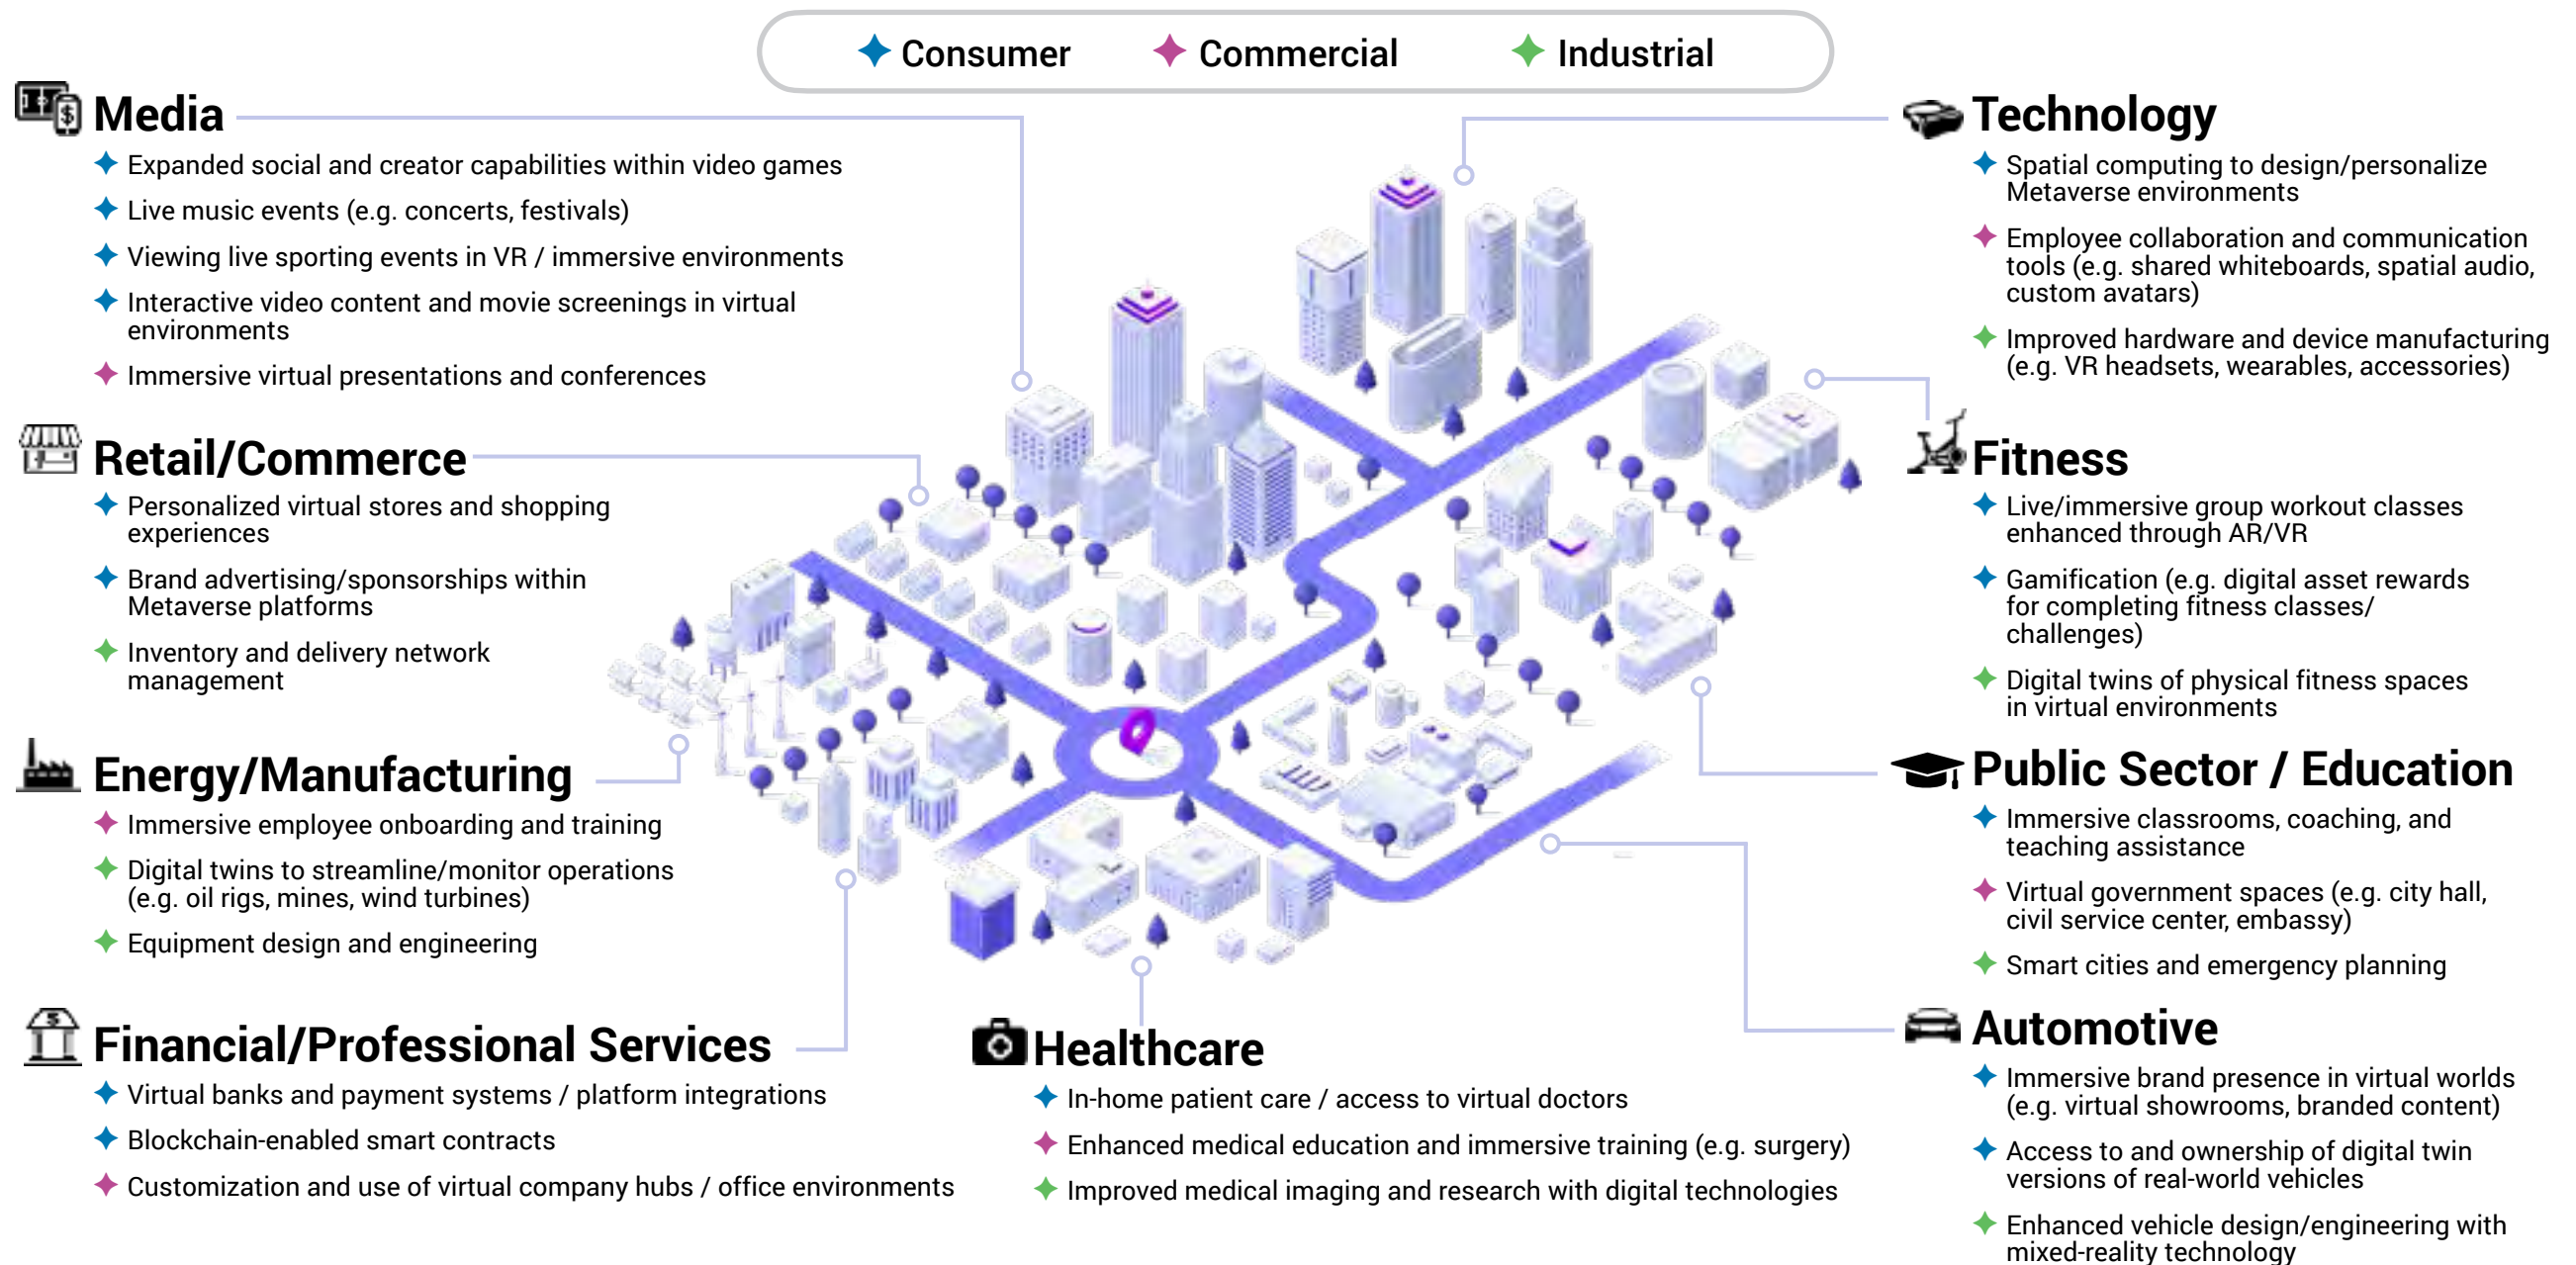 Consumer
Commercial
Industrial
Media
Expanded social and creator capabilities within video games
Live music events (e.g. concerts, festivals)
Viewing live sporting events in VR / immersive environments
Interactive video content and movie screenings in virtual
environments
Immersive virtual presentations and conferences
Retail/Commerce
Personalized virtual stores and shopping
experiences
Brand advertising/sponsorships within
Metaverse platforms
Inventory and delivery network
management
Energy/Manufacturing
Immersive employee onboarding and training
Digital twins to streamline/monitor operations
(e.g. oil rigs, mines, wind turbines)
Equipment design and engineering
Financial/Professional Services
Virtual banks and payment systems / platform integrations
Blockchain-enabled smart contracts
Customization and use of virtual company hubs / office environments
Healthcare
In-home patient care / access to virtual doctors
Enhanced medical education and immersive training (e.g. surgery)
Improved medical imaging and research with digital technologies
Technology
Spatial computing to design/personalize
Metaverse environments
Employee collaboration and communication
tools (e.g. shared whiteboards, spatial audio,
custom avatars)
Improved hardware and device manufacturing
(e.g. VR headsets, wearables, accessories)
Fitness
Live/immersive group workout classes
enhanced through AR/VR
Gamification (e.g. digital asset rewards
for completing fitness classes/
challenges)
Digital twins of physical fitness spaces
in virtual environments
Public Sector / Education
Immersive classrooms, coaching, and
teaching assistance
Virtual government spaces (e.g. city hall,
civil service center, embassy)
Smart cities and emergency planning
Automotive
Immersive brand presence in virtual worlds
(e.g. virtual showrooms, branded content)
Access to and ownership of digital twin
versions of real-world vehicles
Enhanced vehicle design/engineering with
mixed-reality technology